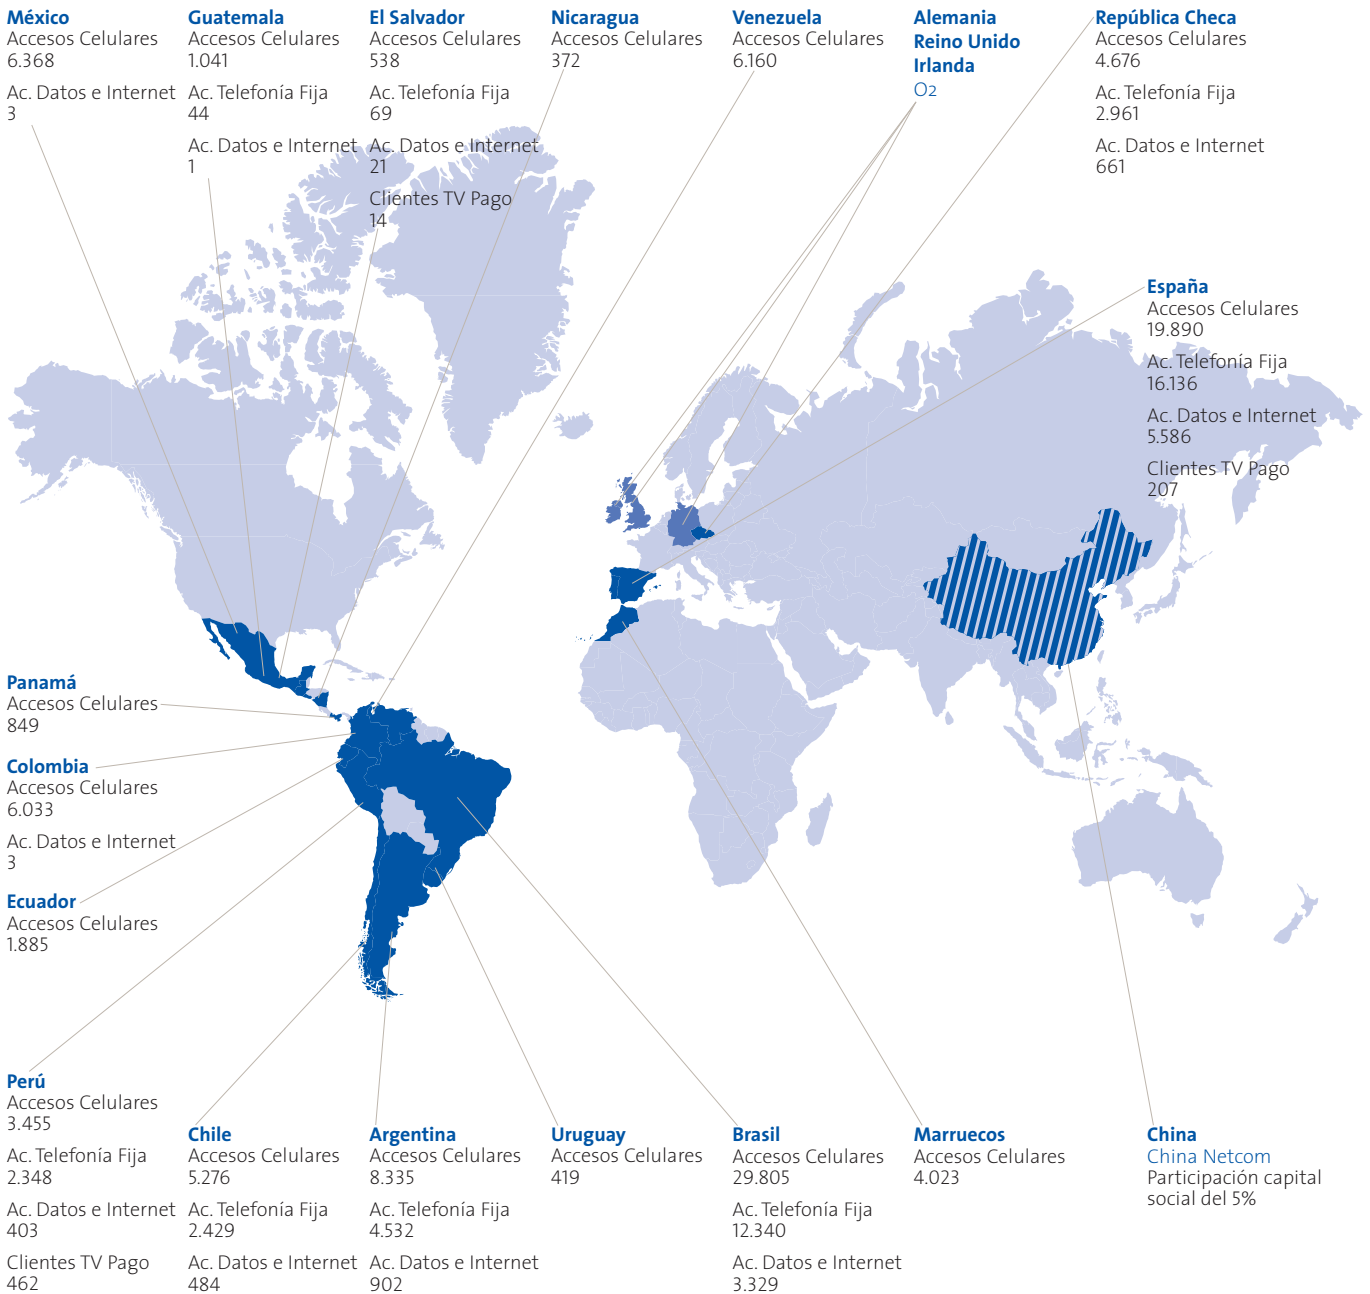 México
Accesos Celulares
6.368
Ac. Datos e Internet
3
Guatemala
Accesos Celulares
1.041
Ac. Telefonía Fija
44
Ac. Datos e Internet
1
El Salvador
Accesos Celulares
538
Ac. Telefonía Fija
69
Ac. Datos e Internet
21
Clientes TV Pago
14
Nicaragua
Accesos Celulares
372
Venezuela
Accesos Celulares
6.160
Alemania
Reino Unido
Irlanda
O2
República Checa
Accesos Celulares
4.676
Ac. Telefonía Fija
2.961
Ac. Datos e Internet
661
España
Accesos Celulares
19.890
Ac. Telefonía Fija
16.136
Ac. Datos e Internet
5.586
Clientes TV Pago
207
Panamá
Accesos Celulares
849
Colombia
Accesos Celulares
6.033
Ac. Datos e Internet
3
Ecuador
Accesos Celulares
1.885
Perú
Accesos Celulares
3.455
Ac. Telefonía Fija
2.348
Ac. Datos e Internet
403
Clientes TV Pago
462
Chile
Accesos Celulares
5.276
Ac. Telefonía Fija
2.429
Ac. Datos e Internet
484
Argentina
Accesos Celulares
8.335
Ac. Telefonía Fija
4.532
Ac. Datos e Internet
902
Uruguay
Accesos Celulares
419
Brasil
Accesos Celulares
29.805
Ac. Telefonía Fija
12.340
Ac. Datos e Internet
3.329
Marruecos
Accesos Celulares
4.023
China
China Netcom
Participación capital
social del 5%